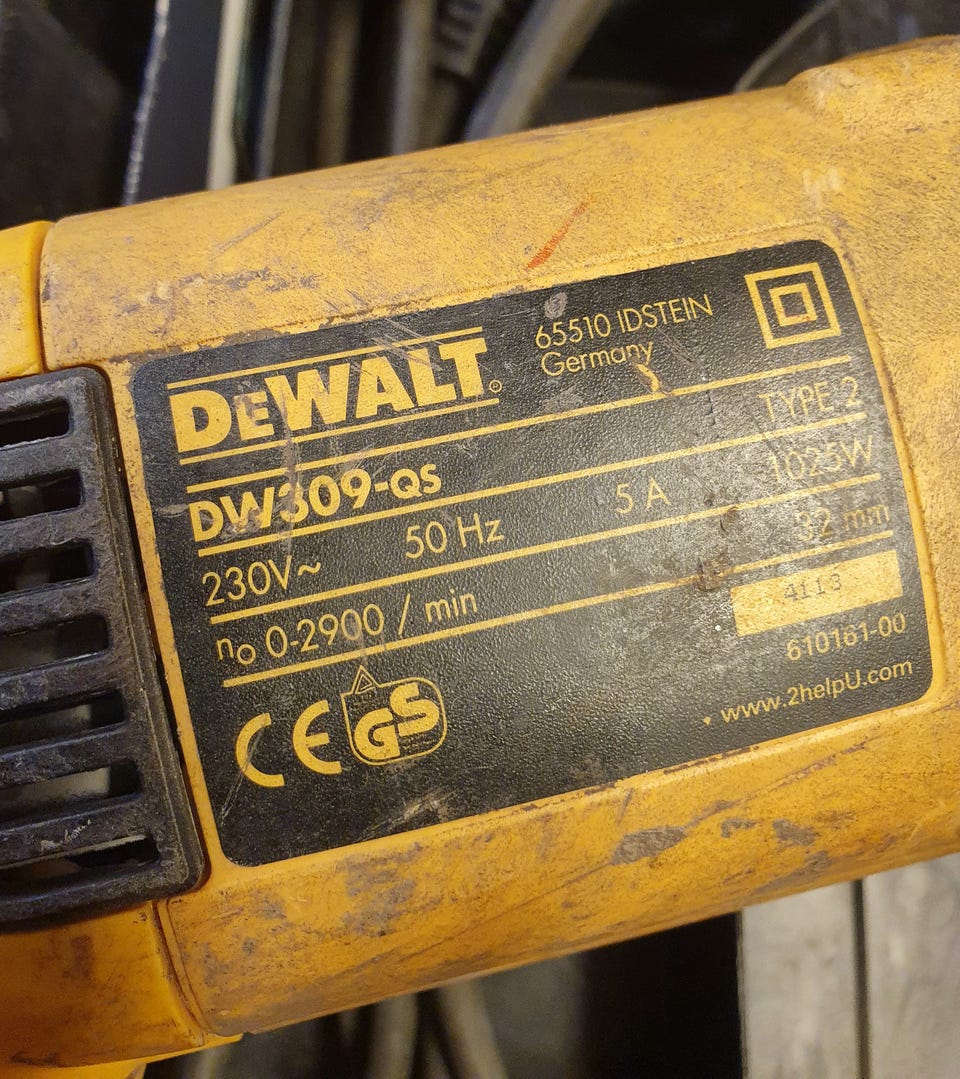 DEWALT®
65510 IDSTEIN
Germany
TYPE 2
DW309-QS
1025W
230V~ 50 Hz 5 A
32 mm
n₀ 0-2900 / min
4113
610161-00
CE GS
www.2helpU.com